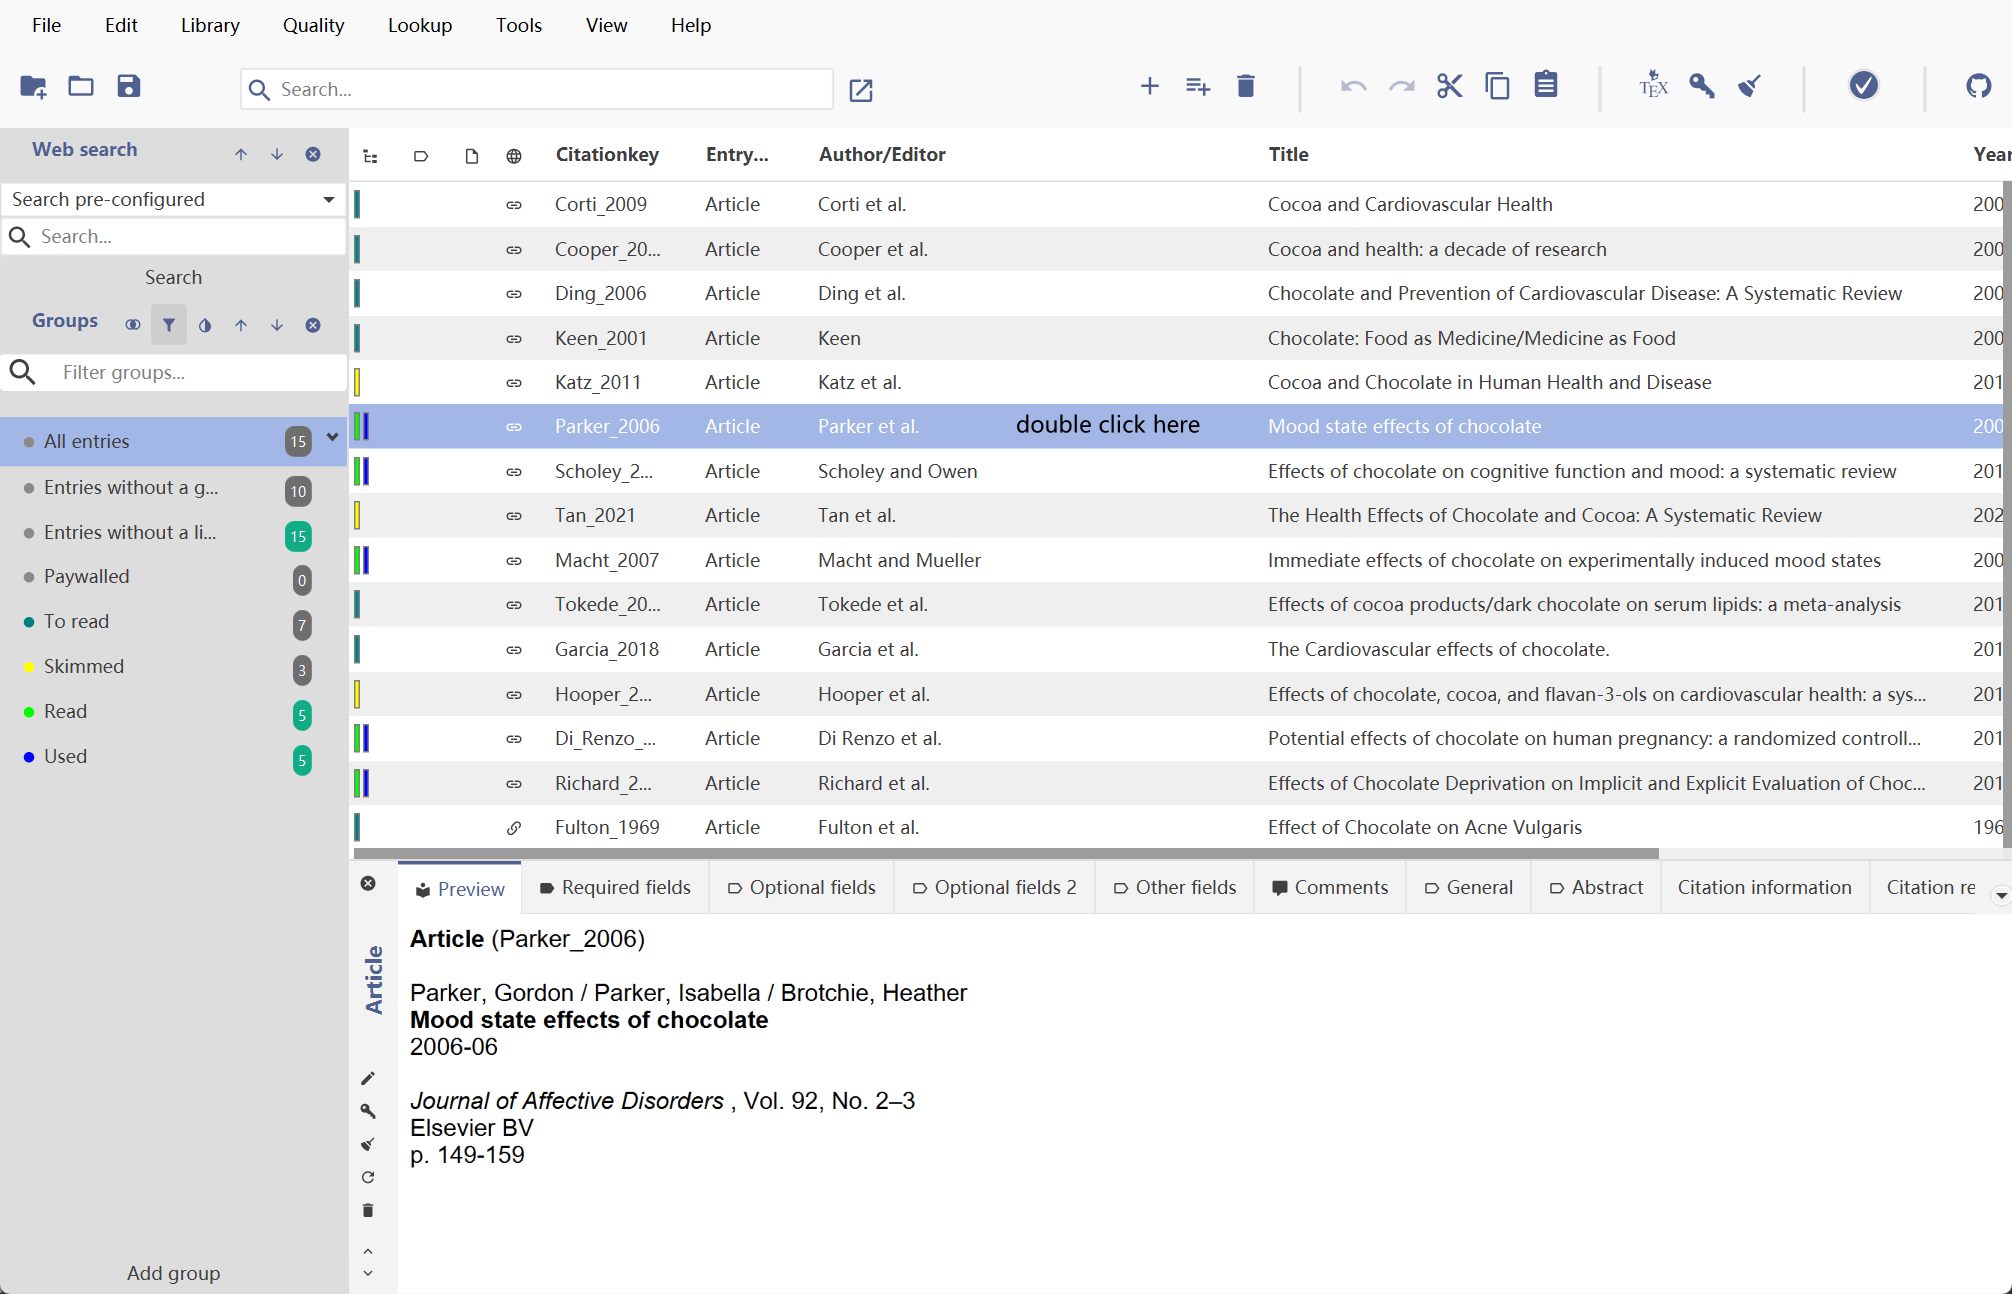 File Edit Library Quality Lookup Tools View Help
Search...
Web search
Search pre-configured
Search...
Search
Groups
Filter groups...
All entries 15
Entries without a g... 10
Entries without a li... 15
Paywalled 0
To read 7
Skimmed 3
Read 5
Used 5
Add group
Citationkey Entry... Author/Editor Title Year
Corti_2009 Article Corti et al. Cocoa and Cardiovascular Health 200
Cooper_20... Article Cooper et al. Cocoa and health: a decade of research 200
Ding_2006 Article Ding et al. Chocolate and Prevention of Cardiovascular Disease: A Systematic Review 200
Keen_2001 Article Keen Chocolate: Food as Medicine/Medicine as Food 200
Katz_2011 Article Katz et al. Cocoa and Chocolate in Human Health and Disease 201
Parker_2006 Article Parker et al. double click here Mood state effects of chocolate 200
Scholey_2... Article Scholey and Owen Effects of chocolate on cognitive function and mood: a systematic review 201
Tan_2021 Article Tan et al. The Health Effects of Chocolate and Cocoa: A Systematic Review 202
Macht_2007 Article Macht and Mueller Immediate effects of chocolate on experimentally induced mood states 200
Tokede_20... Article Tokede et al. Effects of cocoa products/dark chocolate on serum lipids: a meta-analysis 201
Garcia_2018 Article Garcia et al. The Cardiovascular effects of chocolate. 201
Hooper_2... Article Hooper et al. Effects of chocolate, cocoa, and flavan-3-ols on cardiovascular health: a sys... 201
Di_Renzo_... Article Di Renzo et al. Potential effects of chocolate on human pregnancy: a randomized controll... 201
Richard_2... Article Richard et al. Effects of Chocolate Deprivation on Implicit and Explicit Evaluation of Choc... 201
Fulton_1969 Article Fulton et al. Effect of Chocolate on Acne Vulgaris 196
Preview Required fields Optional fields Optional fields 2 Other fields Comments General Abstract Citation information Citation re
Article
Article (Parker_2006)
Parker, Gordon / Parker, Isabella / Brotchie, Heather
Mood state effects of chocolate
2006-06
Journal of Affective Disorders , Vol. 92, No. 2–3
Elsevier BV
p. 149-159
TEX